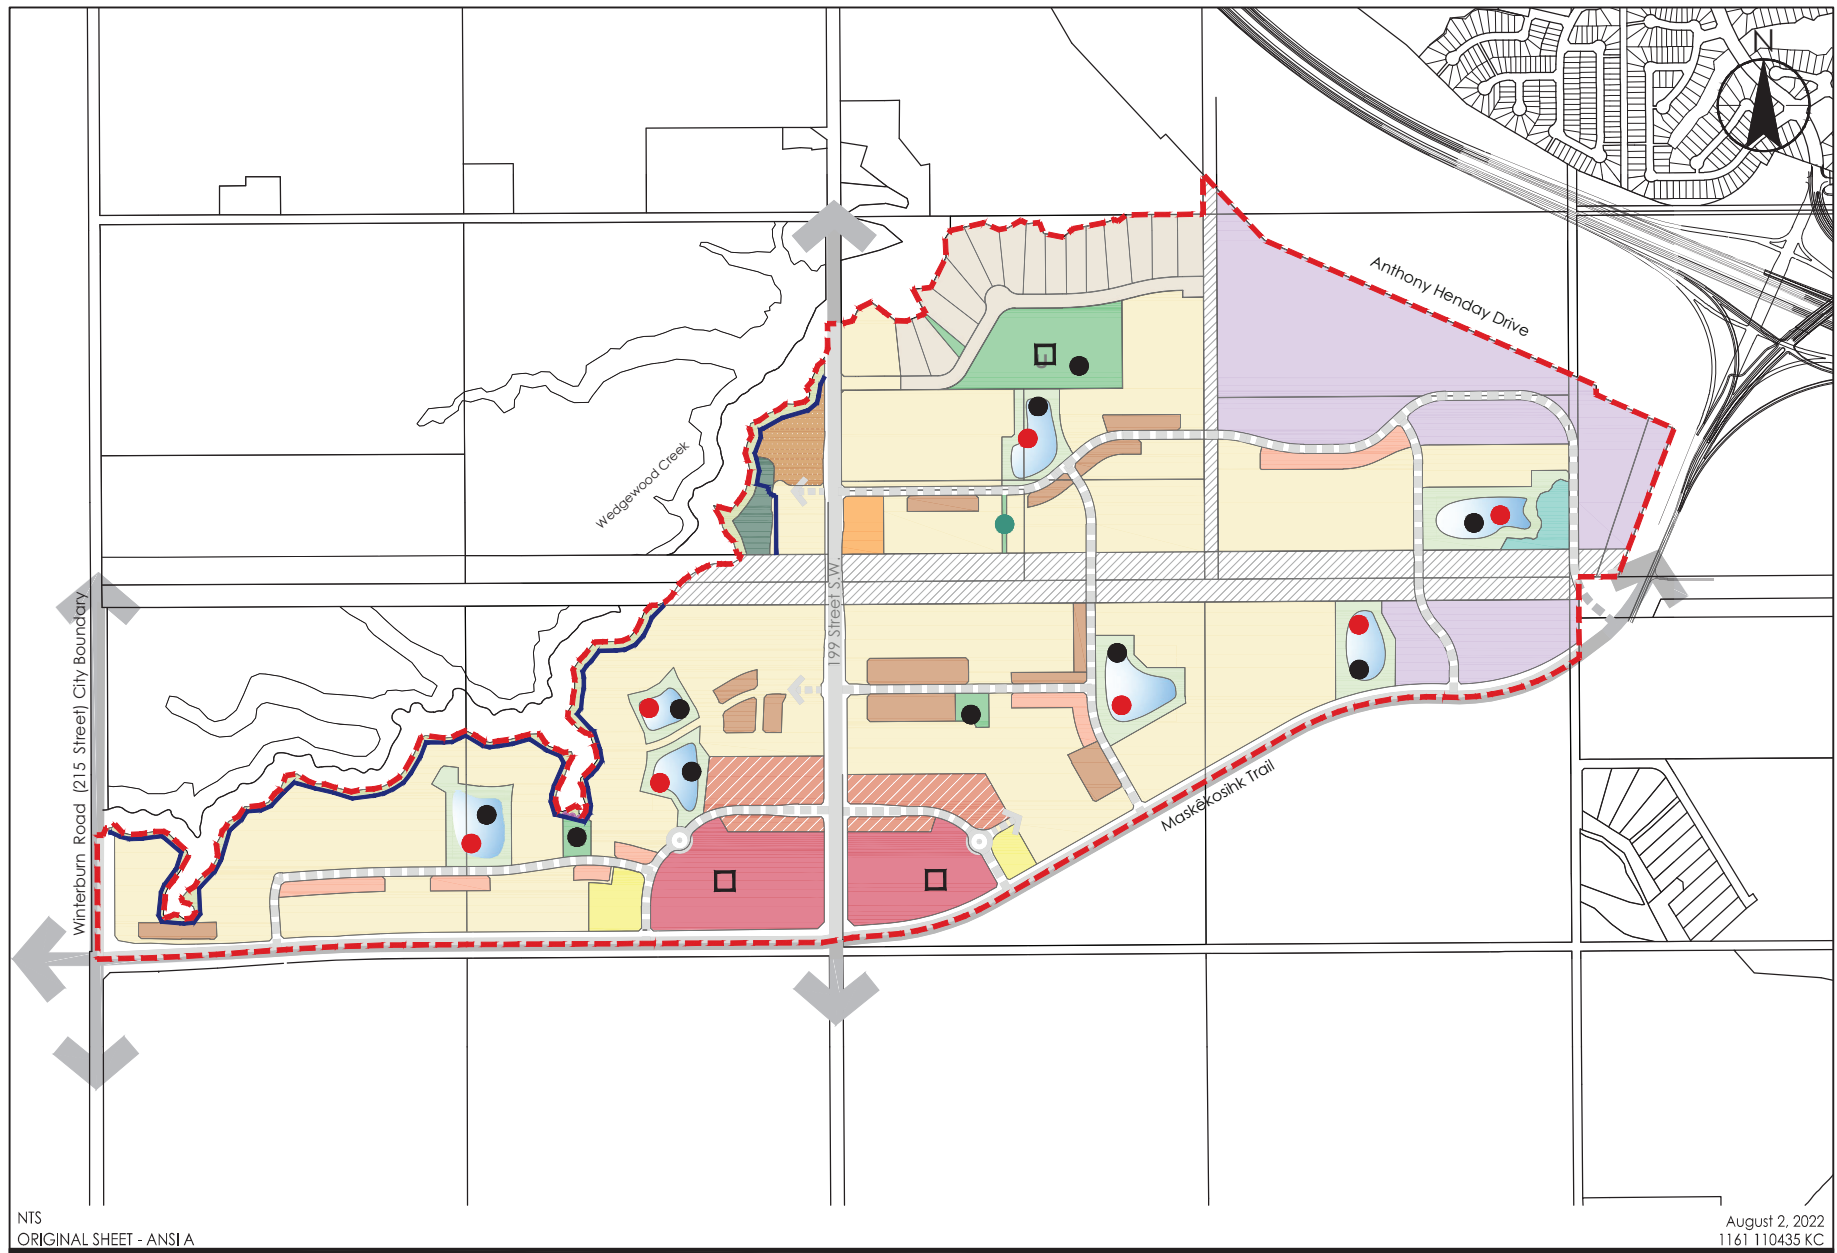 N
Anthony Henday Drive
Wedgewood Creek
199 Street S.W.
Winterburn Road (215 Street) City Boundary
Maskêkosihk Trail
NTS
ORIGINAL SHEET - ANSI A
August 2, 2022
1161 110435 KC